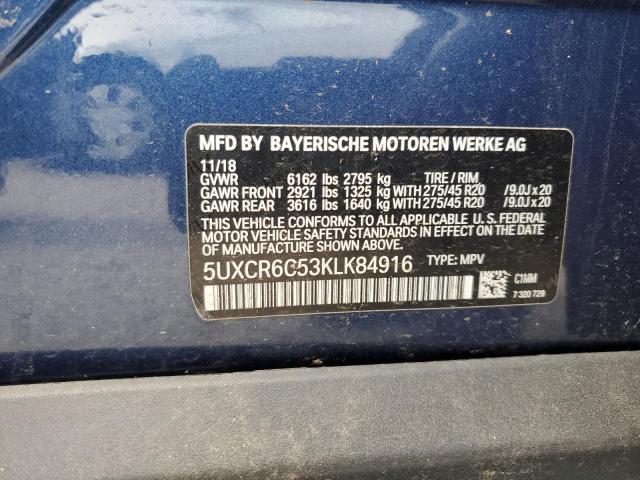 MFD BY BAYERISCHE MOTOREN WERKE AG
11/18
GVWR 6162 lbs 2795 kg TIRE / RIM
GAWR FRONT 2921 lbs 1325 kg WITH 275/45 R20 /9.0J x 20
GAWR REAR 3616 lbs 1640 kg WITH 275/45 R20 /9.0J x 20
THIS VEHICLE CONFORMS TO ALL APPLICABLE U. S. FEDERAL
MOTOR VEHICLE SAFETY STANDARDS IN EFFECT ON THE DATE
OF MANUFACTURE SHOWN ABOVE.
5UXCR6C53KLK84916 TYPE: MPV
C1MM
7 320 729